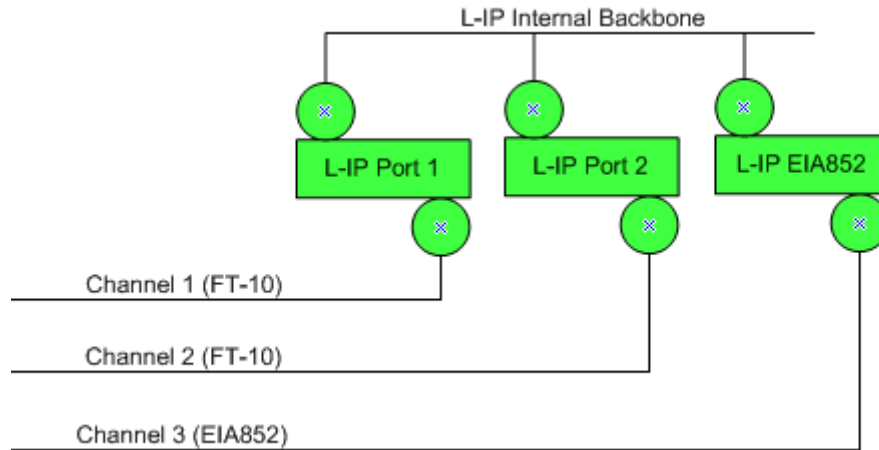 L-IP Internal Backbone
L-IP Port 1
L-IP Port 2
L-IP EIA852
Channel 1 (FT-10)
Channel 2 (FT-10)
Channel 3 (EIA852)